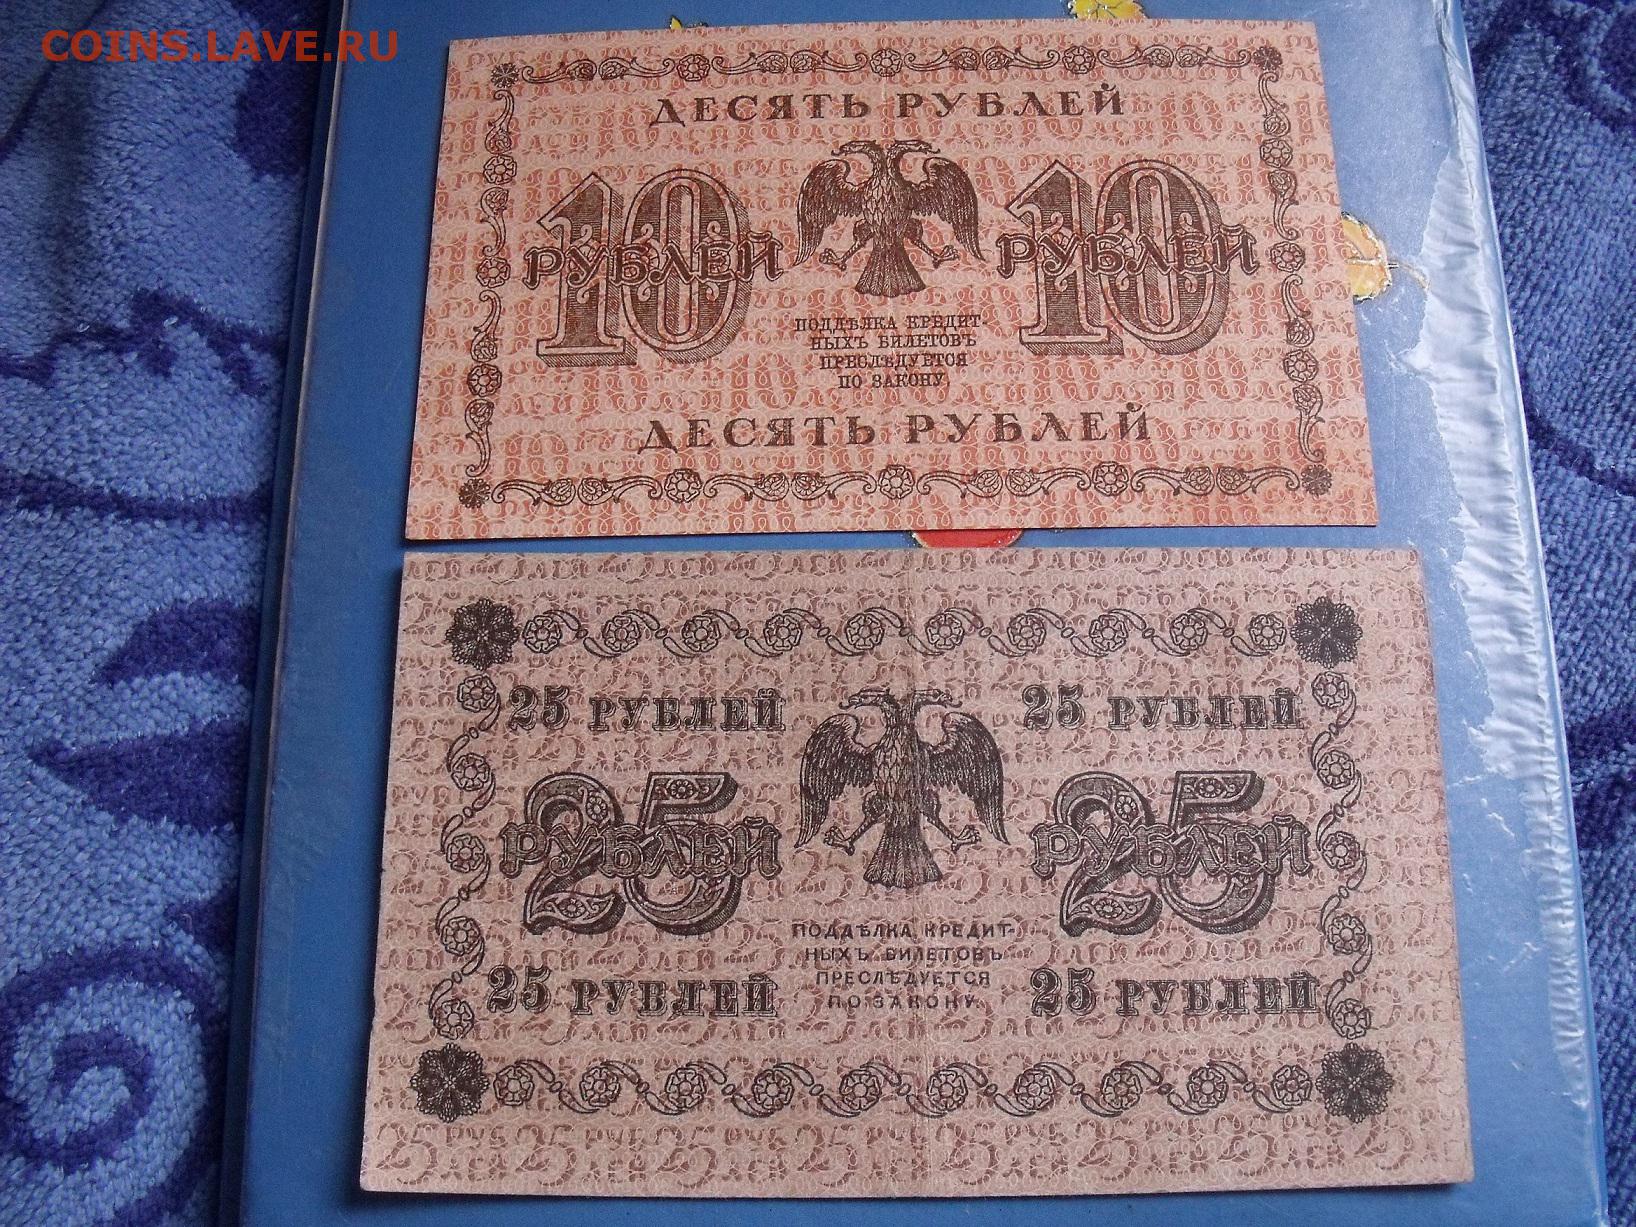 COINS.LAVE.RU
ДЕСЯТЬ РУБЛЕЙ
10 10
РУБЛЕЙ РУБЛЕЙ
ПОДДѢЛКА КРЕДИТ-
НЫХЪ БИЛЕТОВЪ
ПРЕСЛѢДУЕТСЯ
ПО ЗАКОНУ.
ДЕСЯТЬ РУБЛЕЙ
25 РУБЛЕЙ 25 РУБЛЕЙ
25 25
РУБЛЕЙ РУБЛЕЙ
ПОДДѢЛКА КРЕДИТ-
НЫХЪ БИЛЕТОВЪ
ПРЕСЛѢДУЕТСЯ
ПО ЗАКОНУ.
25 РУБЛЕЙ 25 РУБЛЕЙ